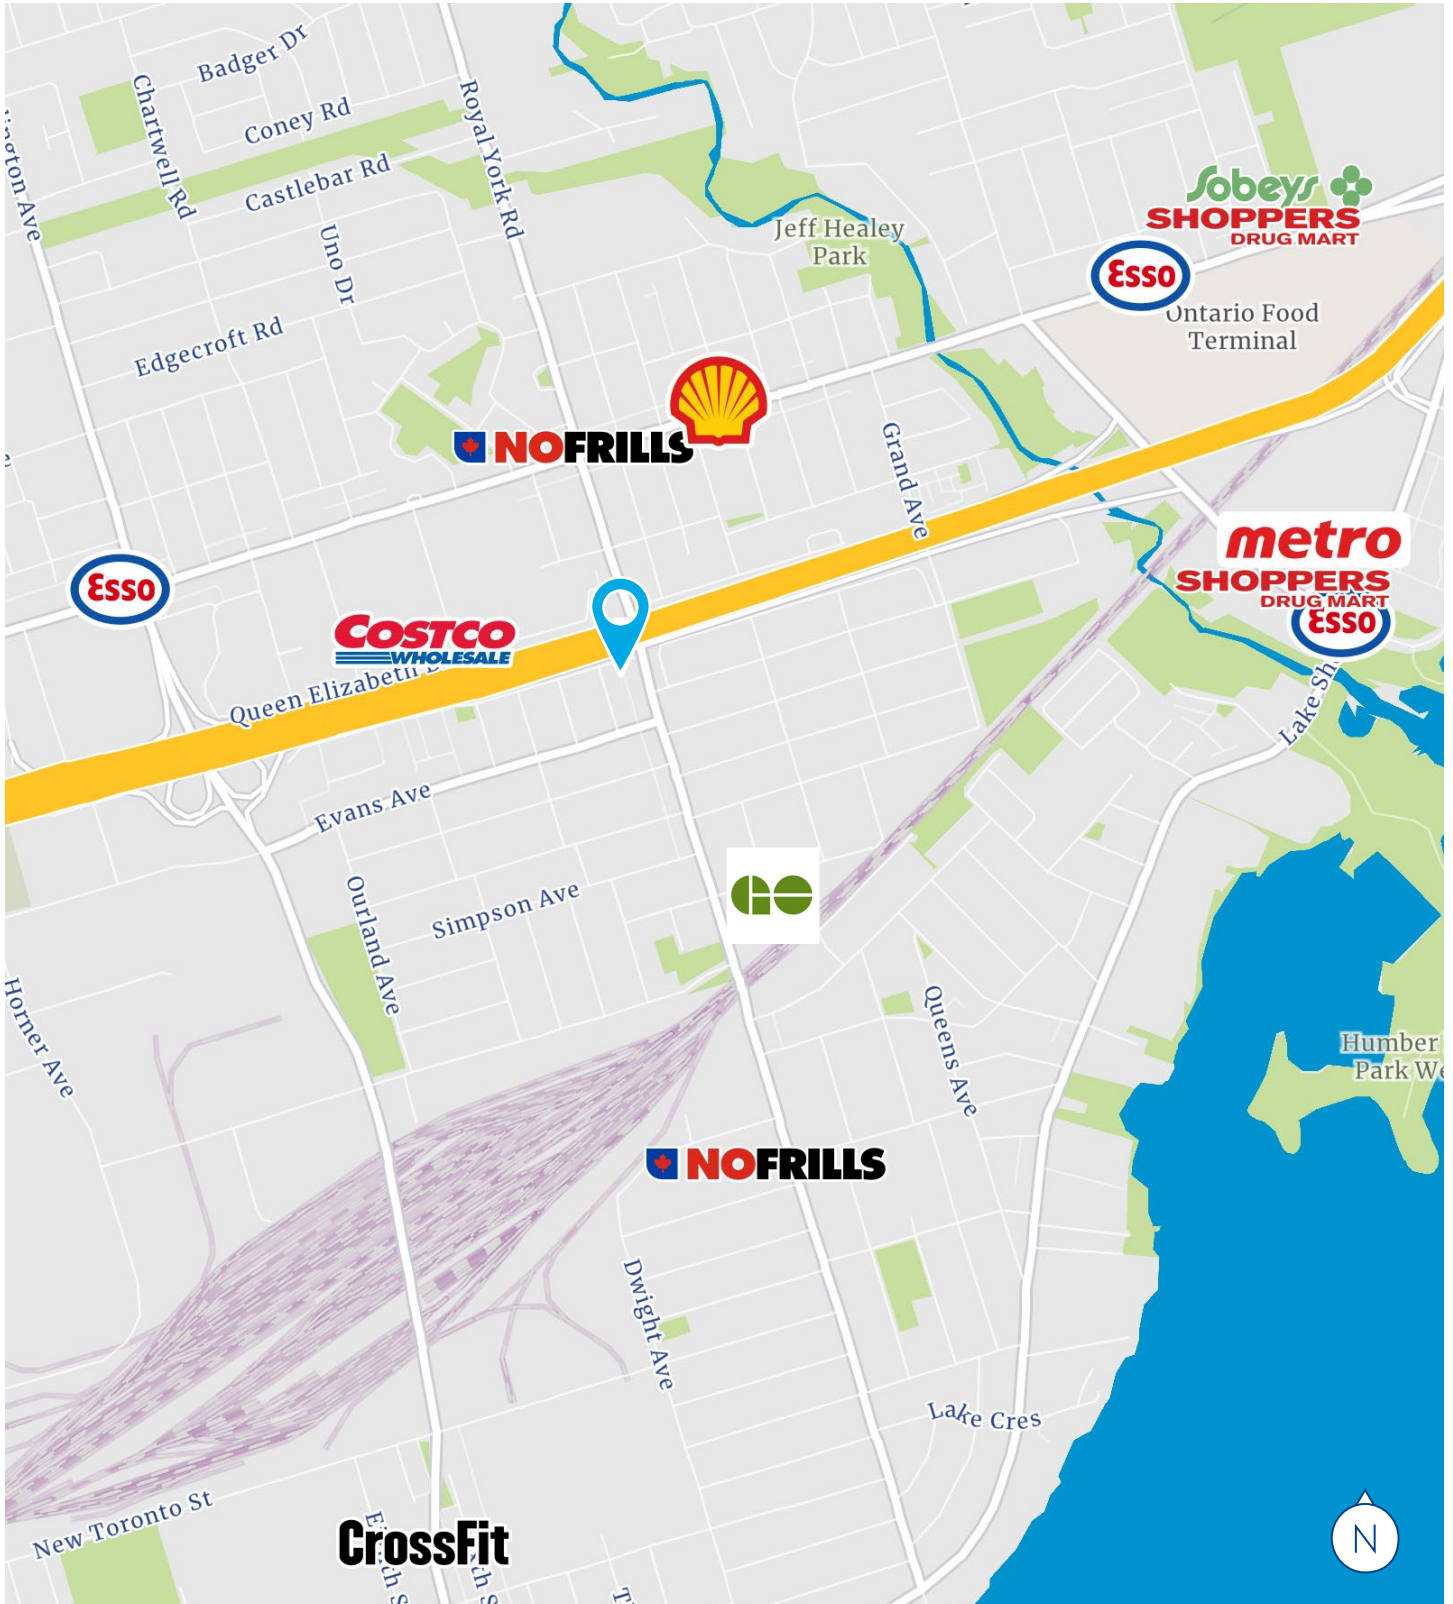 Badger Dr
Chartwell Rd
Coney Rd
Royal York Rd
Castlebar Rd
Uno Dr
Jeff Healey
Park
Sobeys
SHOPPERS
DRUG MART
Esso
Ontario Food
Terminal
Edgecroft Rd
NOFRILLS
Grand Ave
metro
SHOPPERS
DRUG MART
Esso
Esso
COSTCO
WHOLESALE
Queen Elizabeth
Lake Sh
Evans Ave
GO
Ourland Ave
Simpson Ave
Horner Ave
Queens Ave
Humber
Park We
NOFRILLS
Dwight Ave
Lake Cres
New Toronto St
CrossFit
N